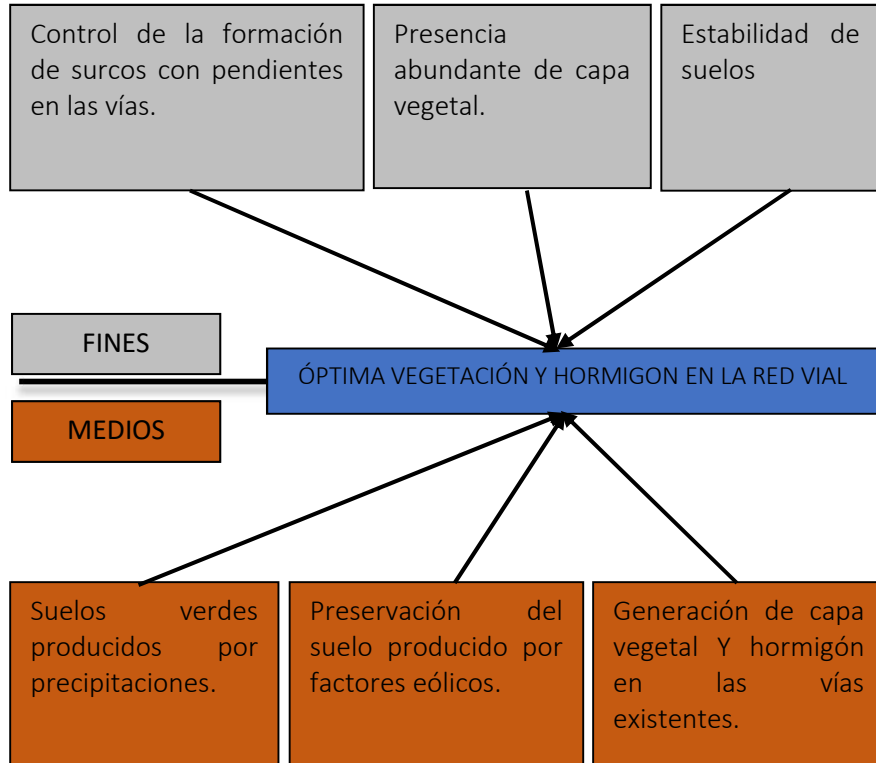 Control de la formación
de surcos con pendientes
en las vías.
Presencia
abundante de capa
vegetal.
Estabilidad de
suelos
FINES
ÓPTIMA VEGETACIÓN Y HORMIGON EN LA RED VIAL
MEDIOS
Suelos verdes
producidos por
precipitaciones.
Preservación del
suelo producido por
factores eólicos.
Generación de capa
vegetal Y hormigón
en las vías
existentes.